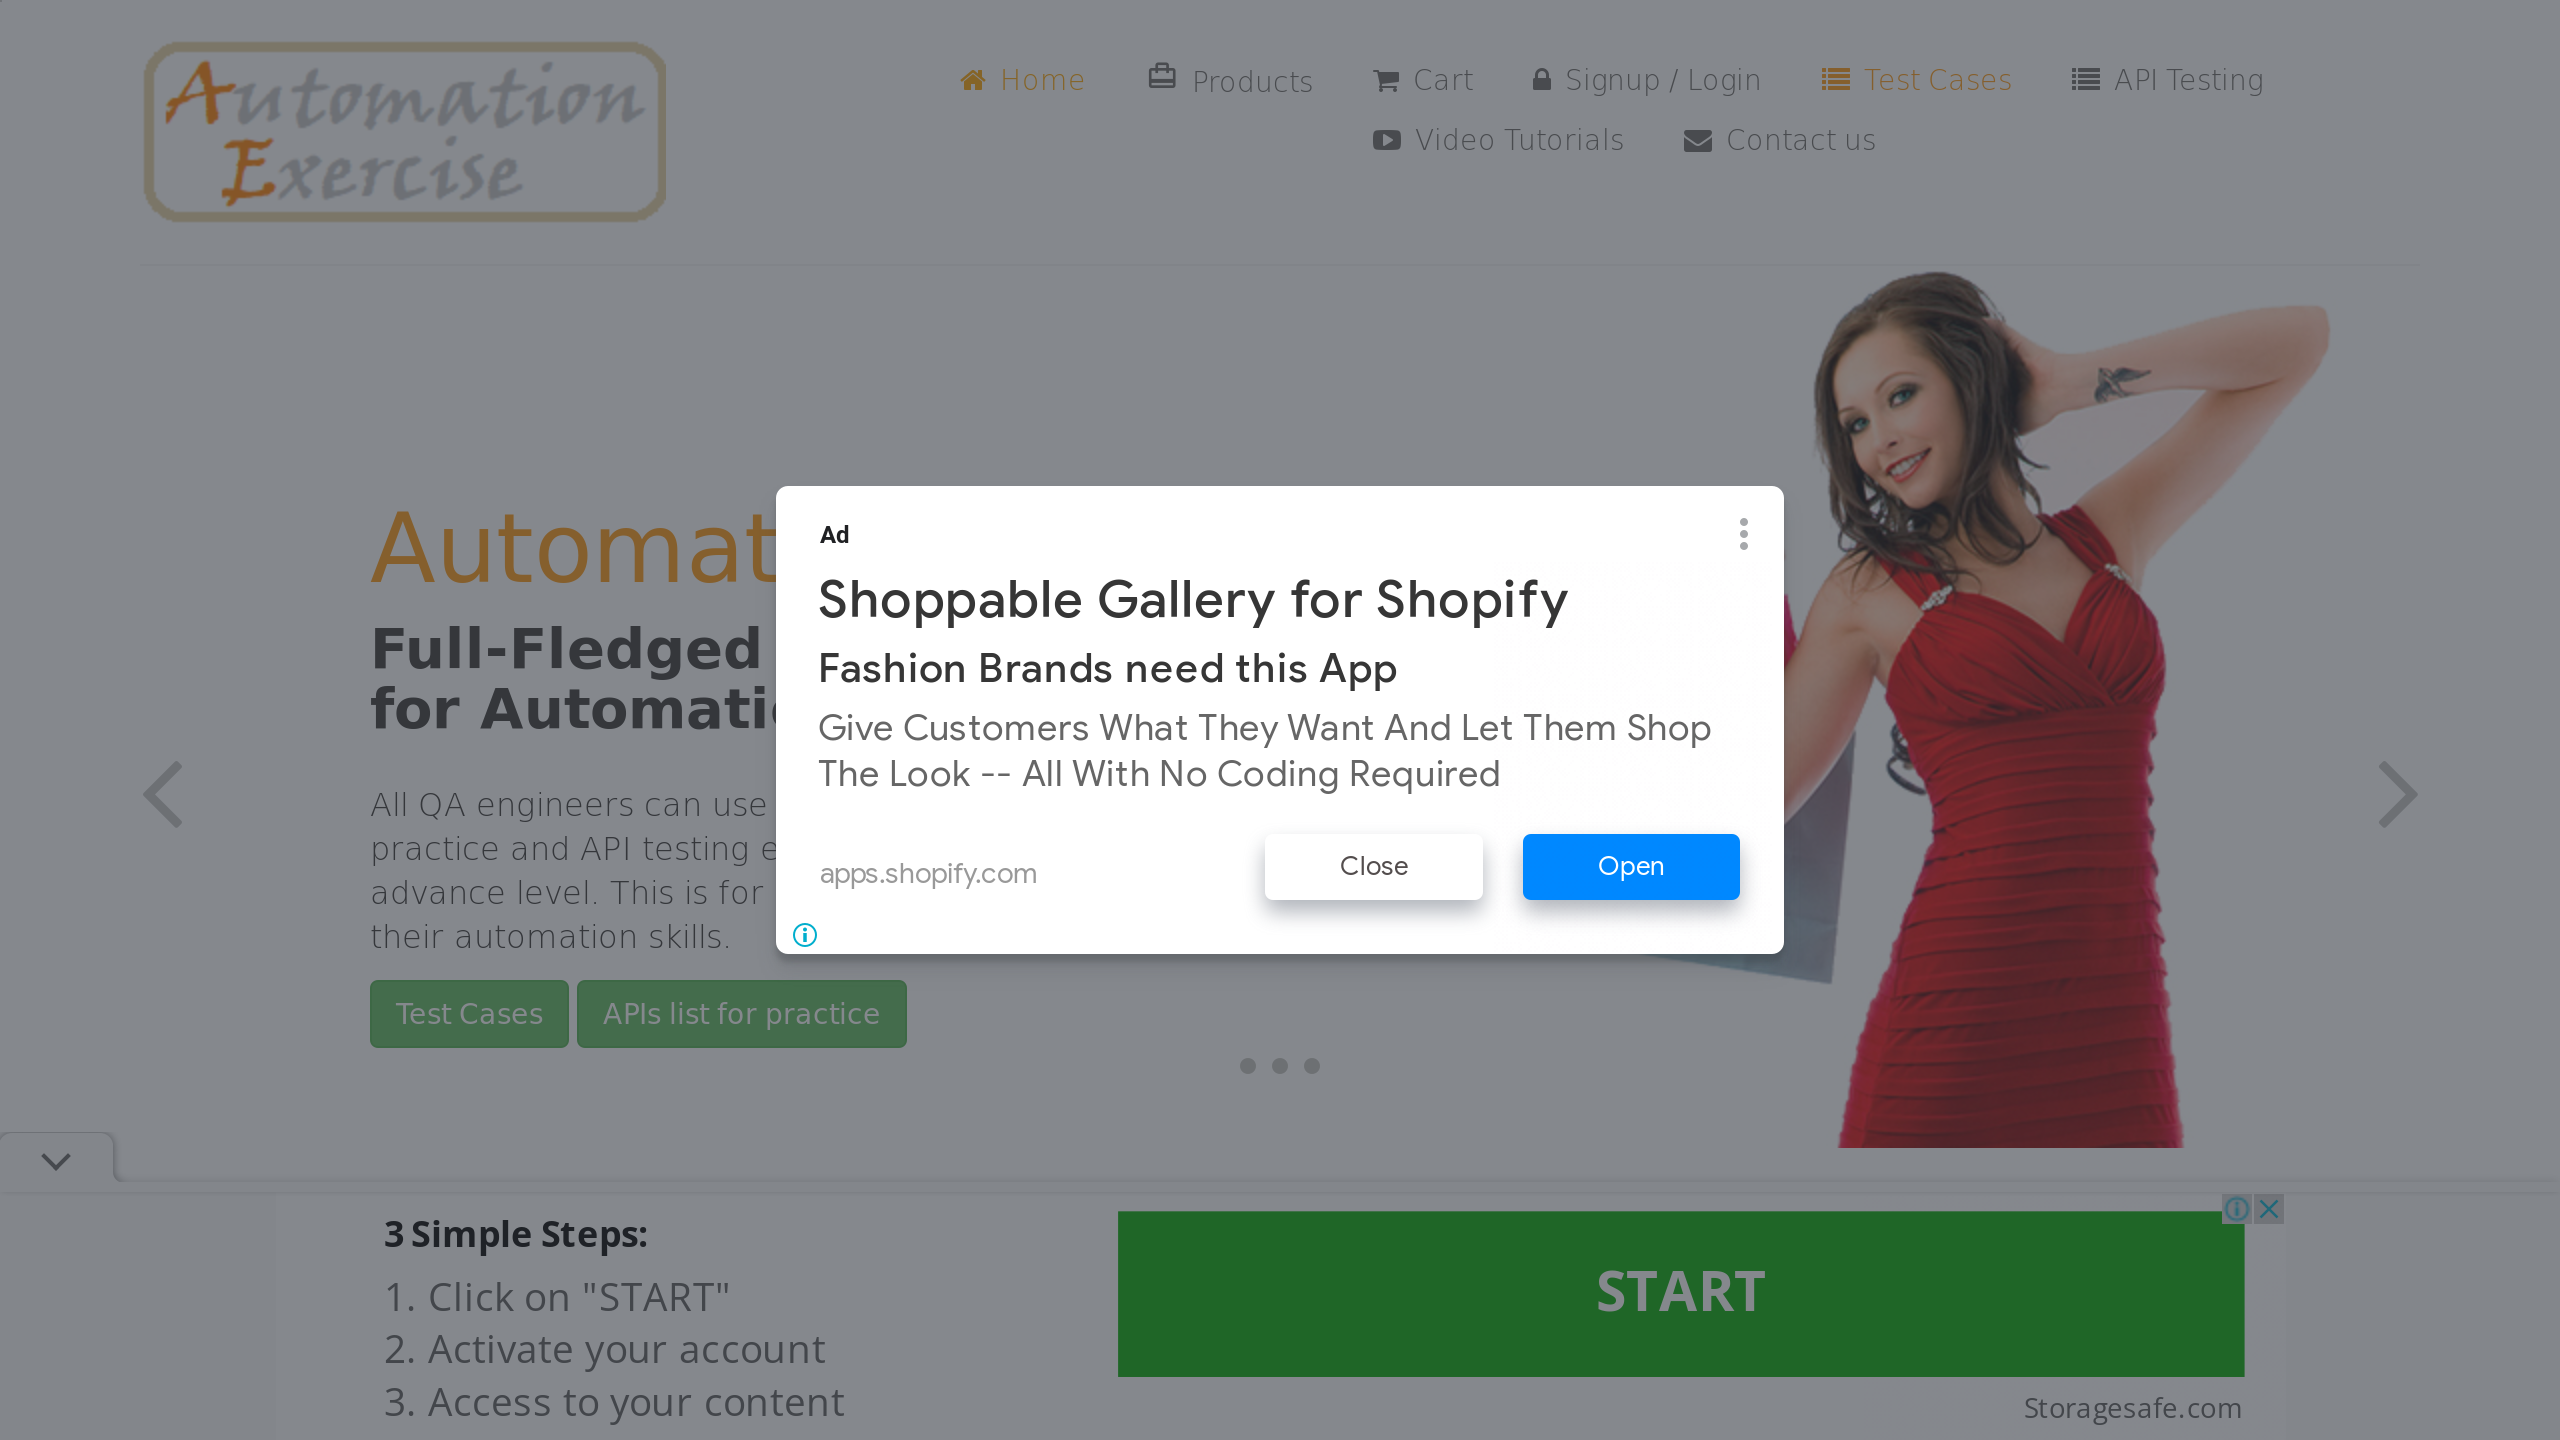 Automation
Exercise
Home
Products
Cart
Signup / Login
Test Cases
API Testing
Video Tutorials
Contact us
Automat
Full-Fledged
for Automati
All QA engineers can use
practice and API testing e
advance level. This is for
their automation skills.
Test Cases
APIs list for practice
Ad
Shoppable Gallery for Shopify
Fashion Brands need this App
Give Customers What They Want And Let Them Shop
The Look -- All With No Coding Required
apps.shopify.com
Close
Open
3 Simple Steps:
1. Click on "START"
2. Activate your account
3. Access to your content
START
Storagesafe.com